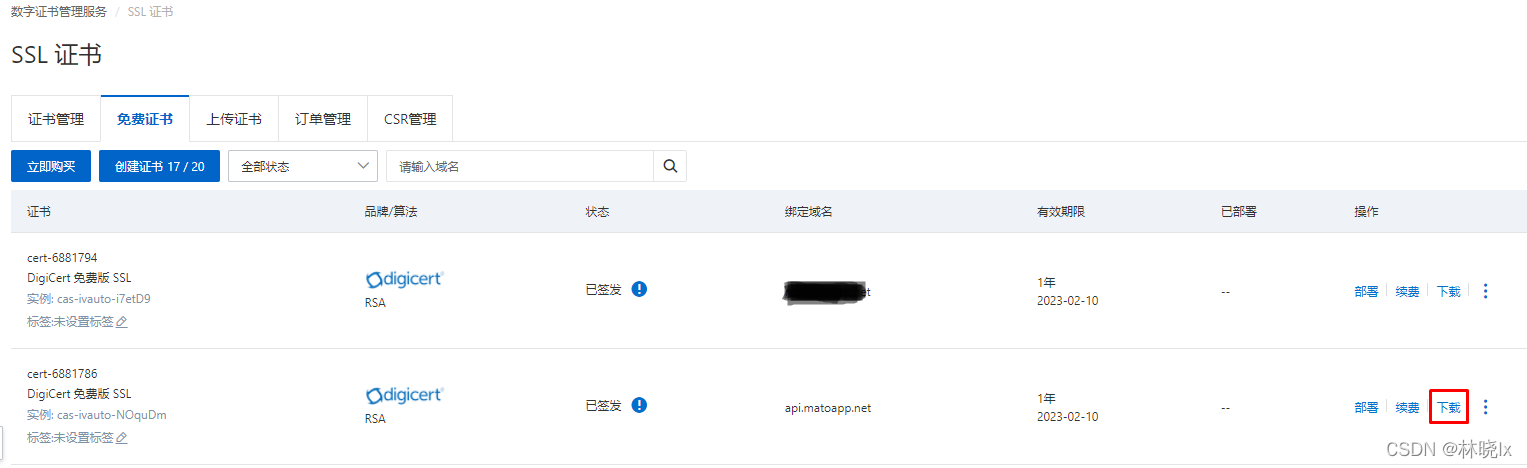 数字证书管理服务 / SSL 证书
SSL 证书
证书管理 免费证书 上传证书 订单管理 CSR管理
立即购买 创建证书 17 / 20 全部状态 请输入域名
证书 品牌/算法 状态 绑定域名 有效期限 已部署 操作
cert-6881794
DigiCert 免费版 SSL
实例: cas-ivauto-i7etD9
标签:未设置标签
digicert
RSA
已签发
et
1年
2023-02-10
--
部署 续费 下载
cert-6881786
DigiCert 免费版 SSL
实例: cas-ivauto-NOquDm
标签:未设置标签
digicert
RSA
已签发
api.matoapp.net
1年
2023-02-10
--
部署 续费 下载
CSDN @林晓lx